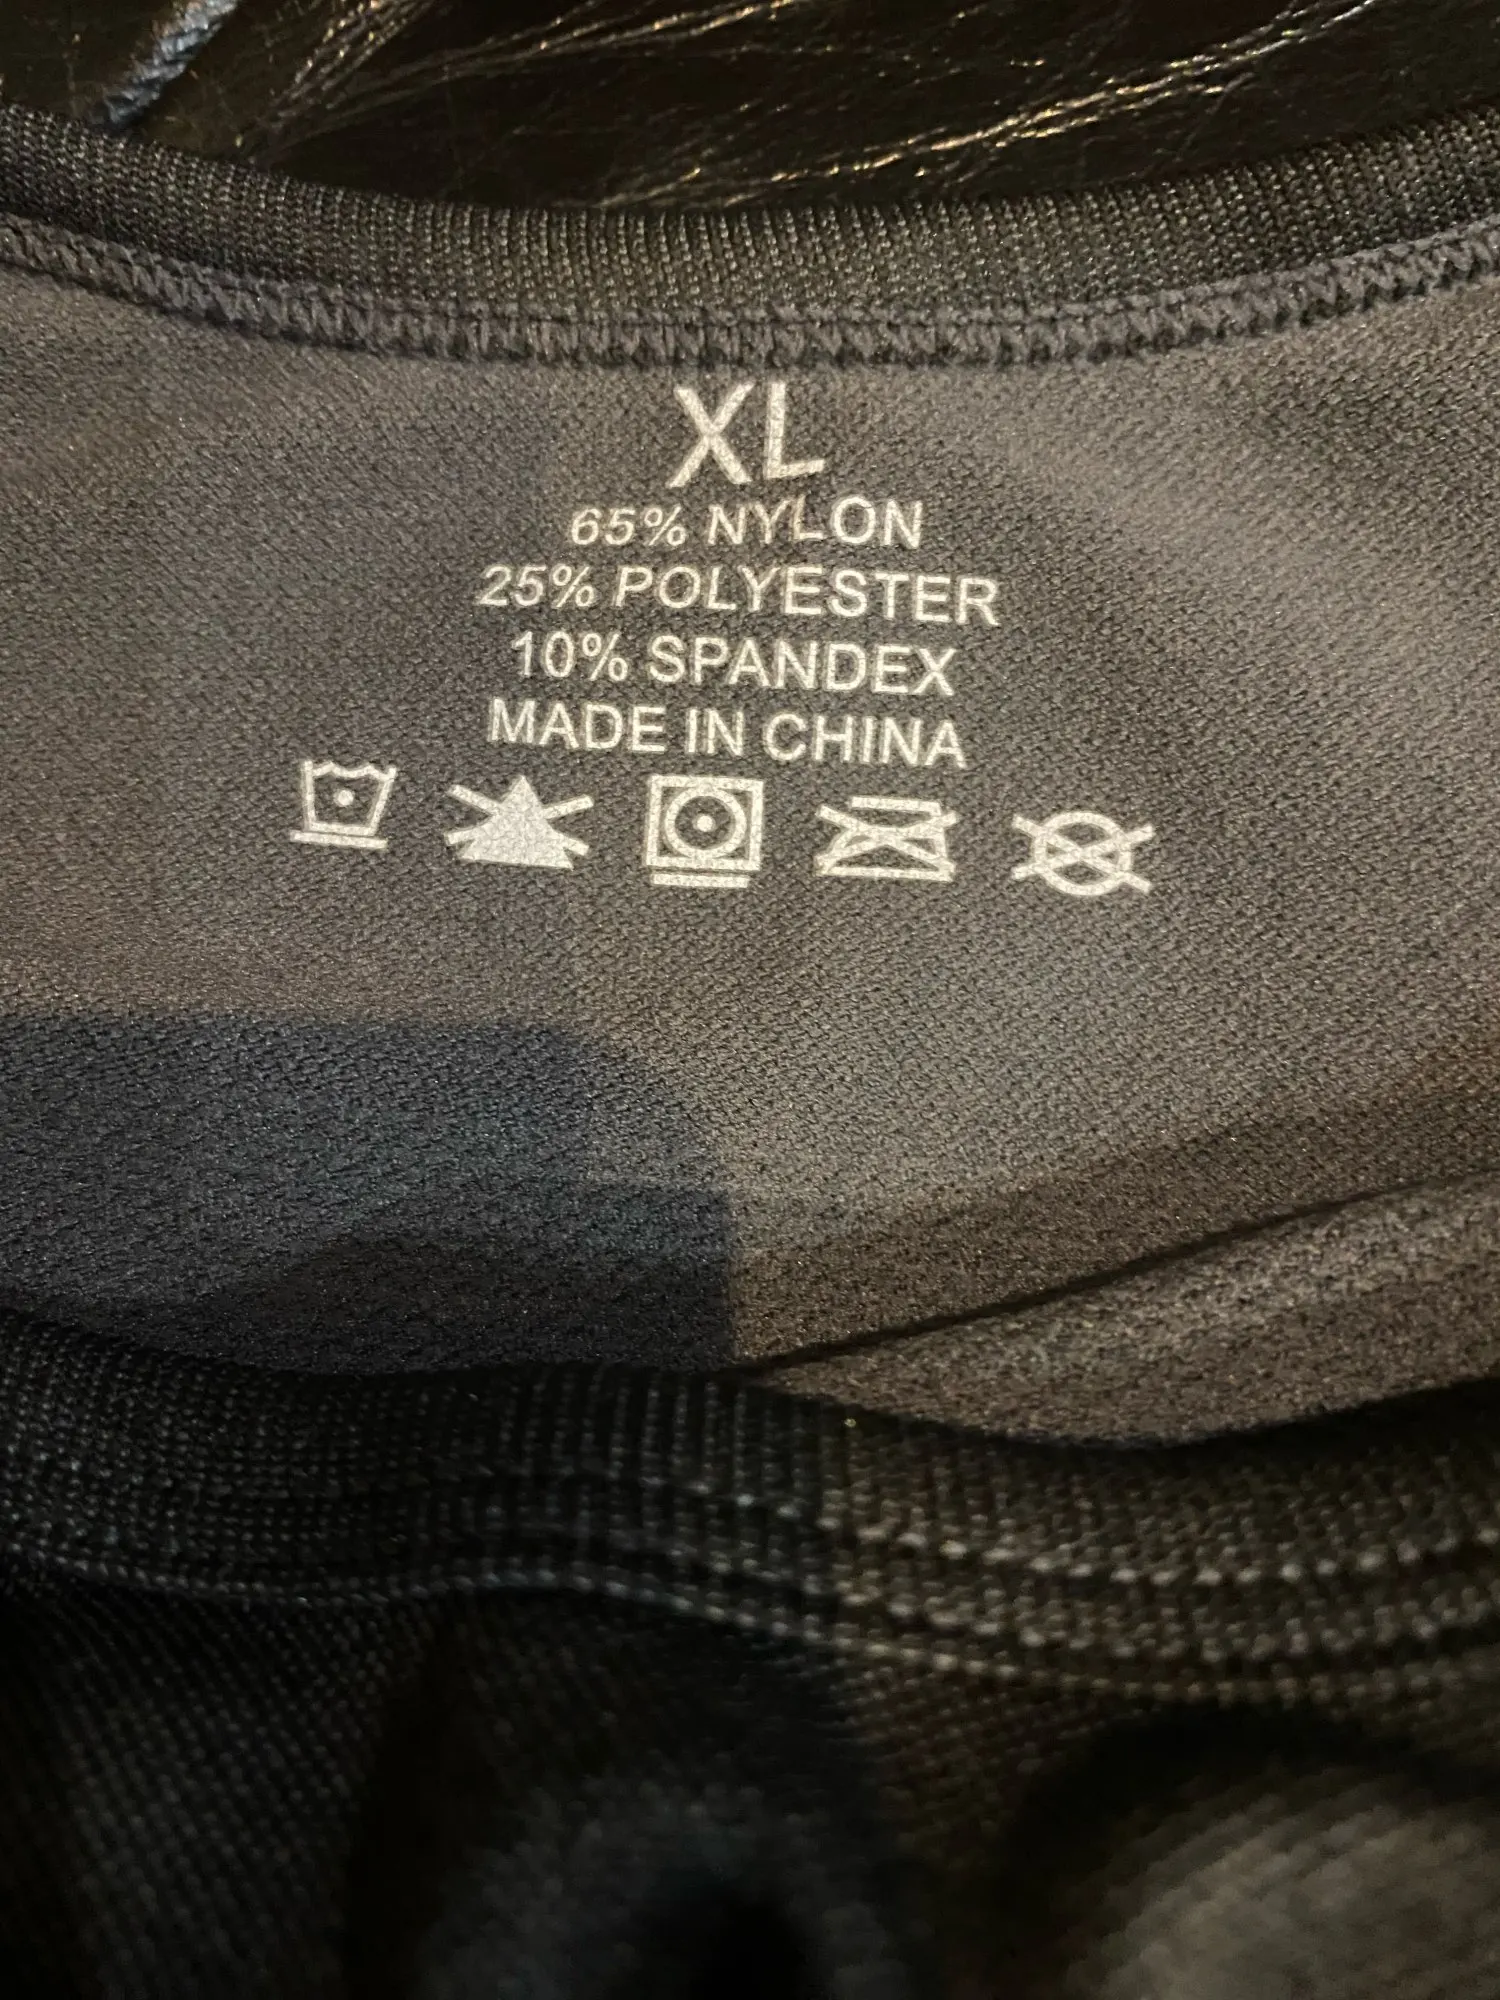 XL
65% NYLON
25% POLYESTER
10% SPANDEX
MADE IN CHINA